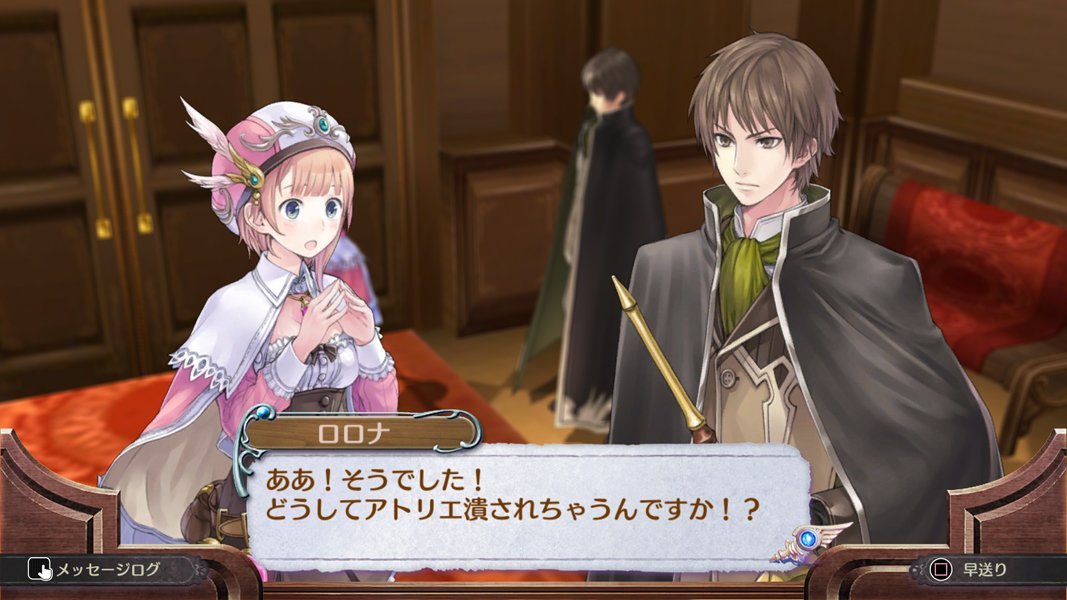 ロロナ
ああ！そうでした！
どうしてアトリエ潰されちゃうんですか！？
メッセージログ
早送り